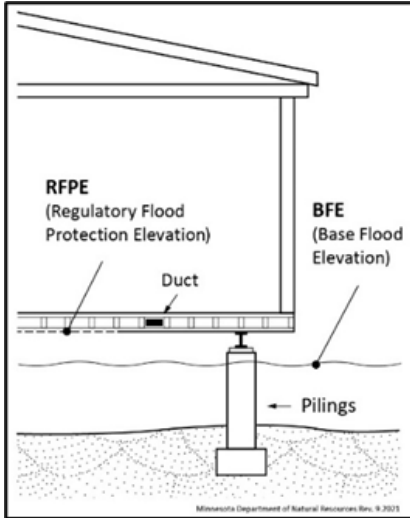 RFPE
(Regulatory Flood
Protection Elevation)
BFE
(Base Flood
Elevation)
Duct
Pilings
Minnesota Department of Natural Resources Rev. 9.2021